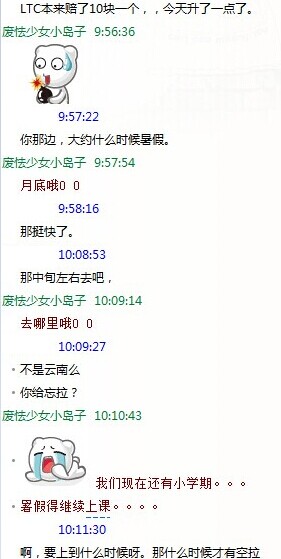 LTC本来赔了10块一个,,今天升了一点了。
废怯少女小岛子 9:56:36
9:57:22
你那边，大约什么时候暑假。
废怯少女小岛子 9:57:54
月底哦0 0
9:58:16
那挺快了。
10:08:53
那中旬左右去吧，
废怯少女小岛子 10:09:14
去哪里哦0 0
10:09:27
不是云南么
你给忘拉？
废怯少女小岛子 10:10:43
我们现在还有小学期。。。
暑假得继续上课。。。。
10:11:30
啊，要上到什么时候呀。那什么时候才有空拉